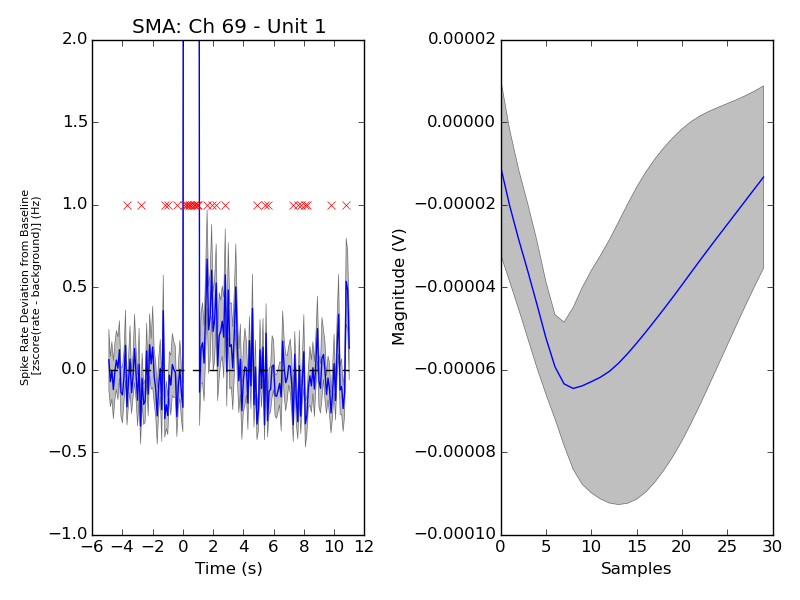 SMA: Ch 69 - Unit 1
Spike Rate Deviation from Baseline
[zscore(rate - background)] (Hz)
2.0
1.5
1.0
0.5
0.0
−0.5
−1.0
−6 −4 −2 0 2 4 6 8 10 12
Time (s)
Magnitude (V)
0.00002
0.00000
−0.00002
−0.00004
−0.00006
−0.00008
−0.00010
0 5 10 15 20 25 30
Samples